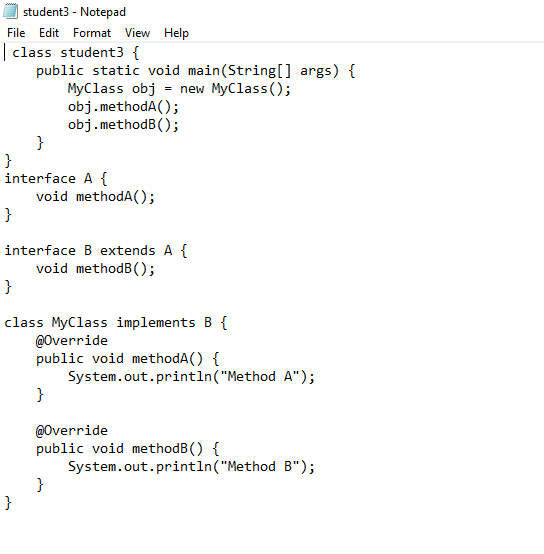 student3 - Notepad
File Edit Format View Help
class student3 {
    public static void main(String[] args) {
        MyClass obj = new MyClass();
        obj.methodA();
        obj.methodB();
    }
}
interface A {
    void methodA();
}

interface B extends A {
    void methodB();
}

class MyClass implements B {
    @Override
    public void methodA() {
        System.out.println("Method A");
    }

    @Override
    public void methodB() {
        System.out.println("Method B");
    }
}